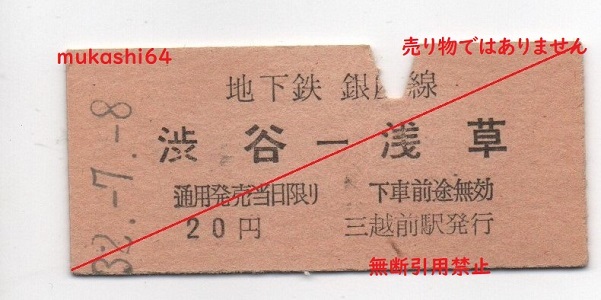 mukashi64
売り物ではありません
地下鉄 銀座線
渋谷ー浅草
通用発売当日限り 下車前途無効
20円 三越前駅発行
32.-7.-8
無断引用禁止